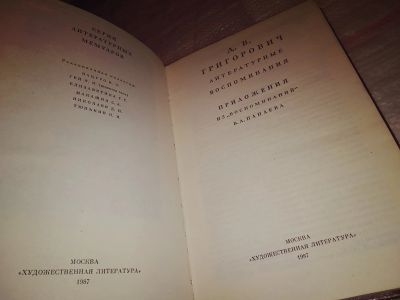 СЕРИЯ
ЛИТЕРАТУРНЫХ
МЕМУАРОВ
МОСКВА
«ХУДОЖЕСТВЕННАЯ ЛИТЕРАТУРА»
1987
Д. В.
ГРИГОРОВИЧ
ЛИТЕРАТУРНЫЕ
ВОСПОМИНАНИЯ
ПРИЛОЖЕНИЯ
ИЗ „ВОСПОМИНАНИЙ"
В.А.ПАНАЕВА
МОСКВА
«ХУДОЖЕСТВЕННАЯ ЛИТЕРАТУРА»
1987